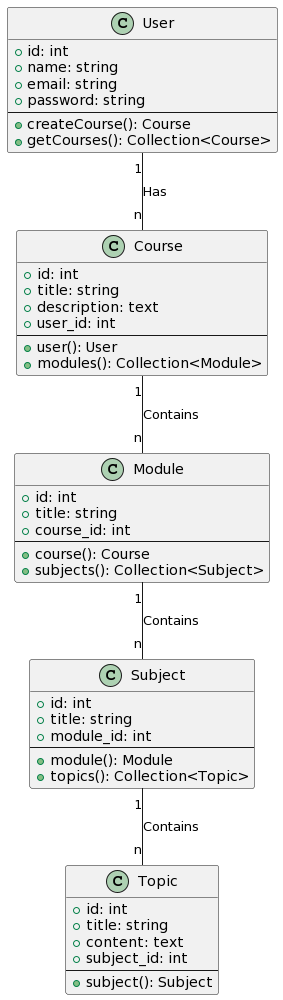 C User
id: int
name: string
email: string
password: string
createCourse(): Course
getCourses(): Collection<Course>
1
Has
n
C Course
id: int
title: string
description: text
user_id: int
user(): User
modules(): Collection<Module>
1
Contains
n
C Module
id: int
title: string
course_id: int
course(): Course
subjects(): Collection<Subject>
1
Contains
n
C Subject
id: int
title: string
module_id: int
module(): Module
topics(): Collection<Topic>
1
Contains
n
C Topic
id: int
title: string
content: text
subject_id: int
subject(): Subject